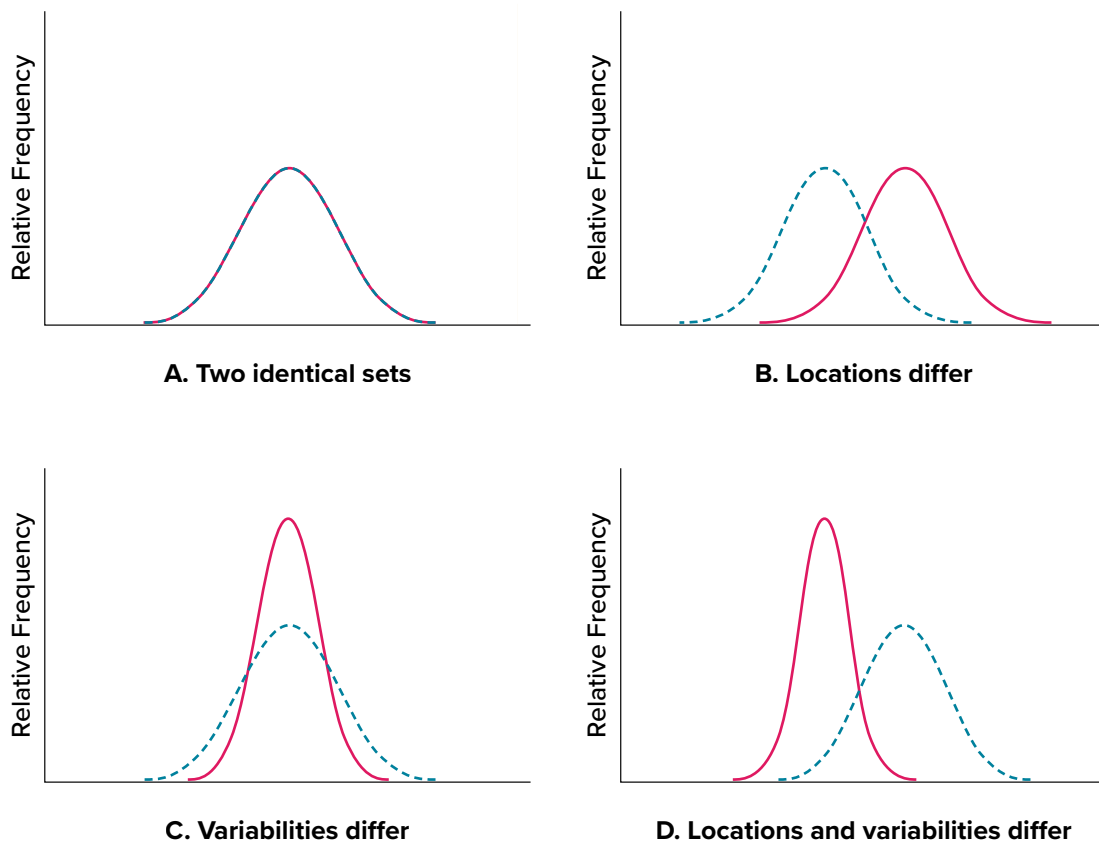 Relative Frequency
A. Two identical sets
Relative Frequency
B. Locations differ
Relative Frequency
C. Variabilities differ
Relative Frequency
D. Locations and variabilities differ